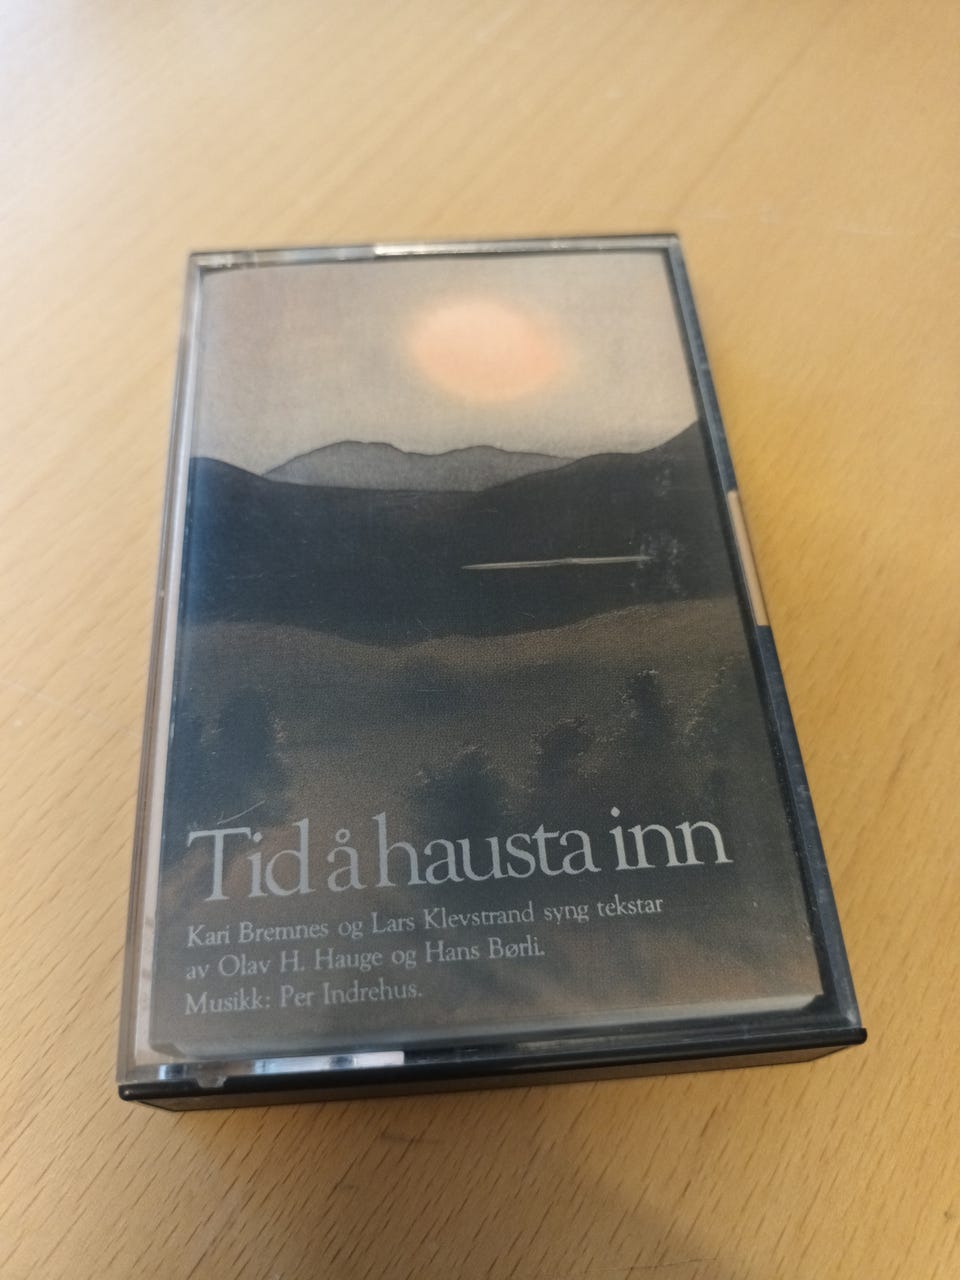 Tid å hausta inn
Kari Bremnes og Lars Klevstrand syng tekstar
av Olav H. Hauge og Hans Børli.
Musikk: Per Indrehus.